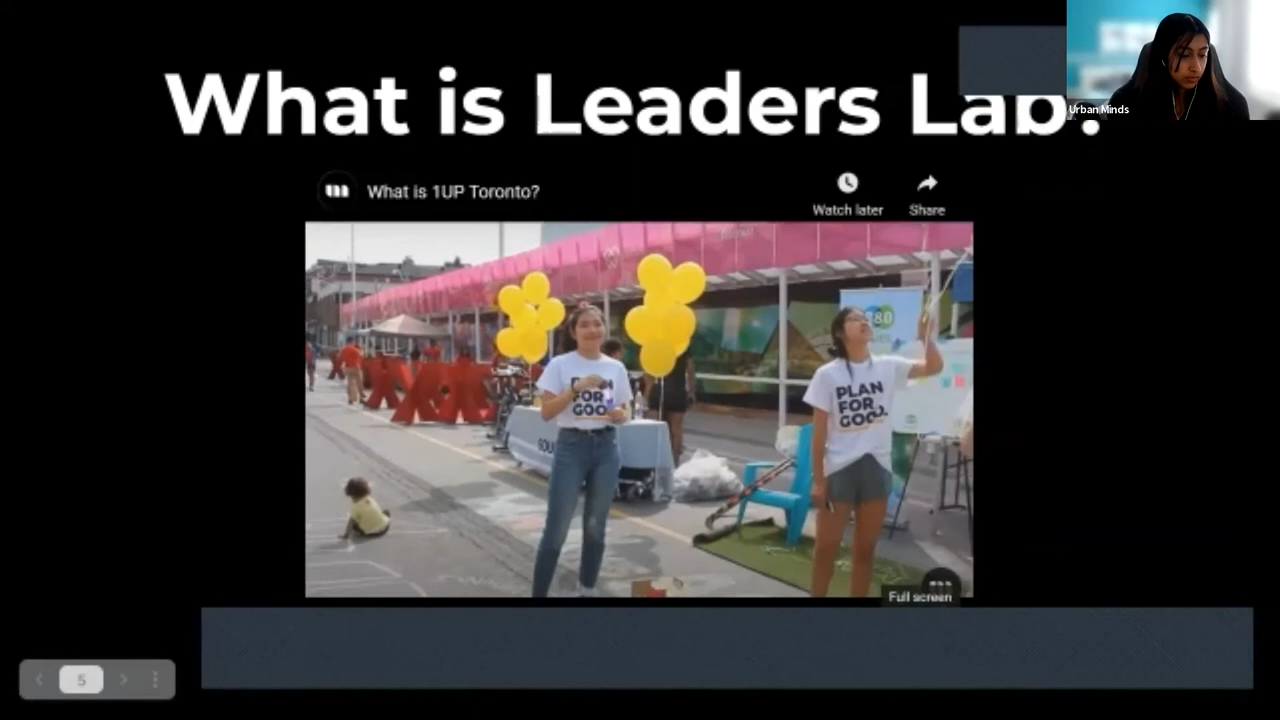 What is Leaders Lab?
Urban Minds
What is 1UP Toronto?
Watch later
Share
880
PLAN
FOR
GOOD.
PLAN
FOR
GOOD.
Full screen
5